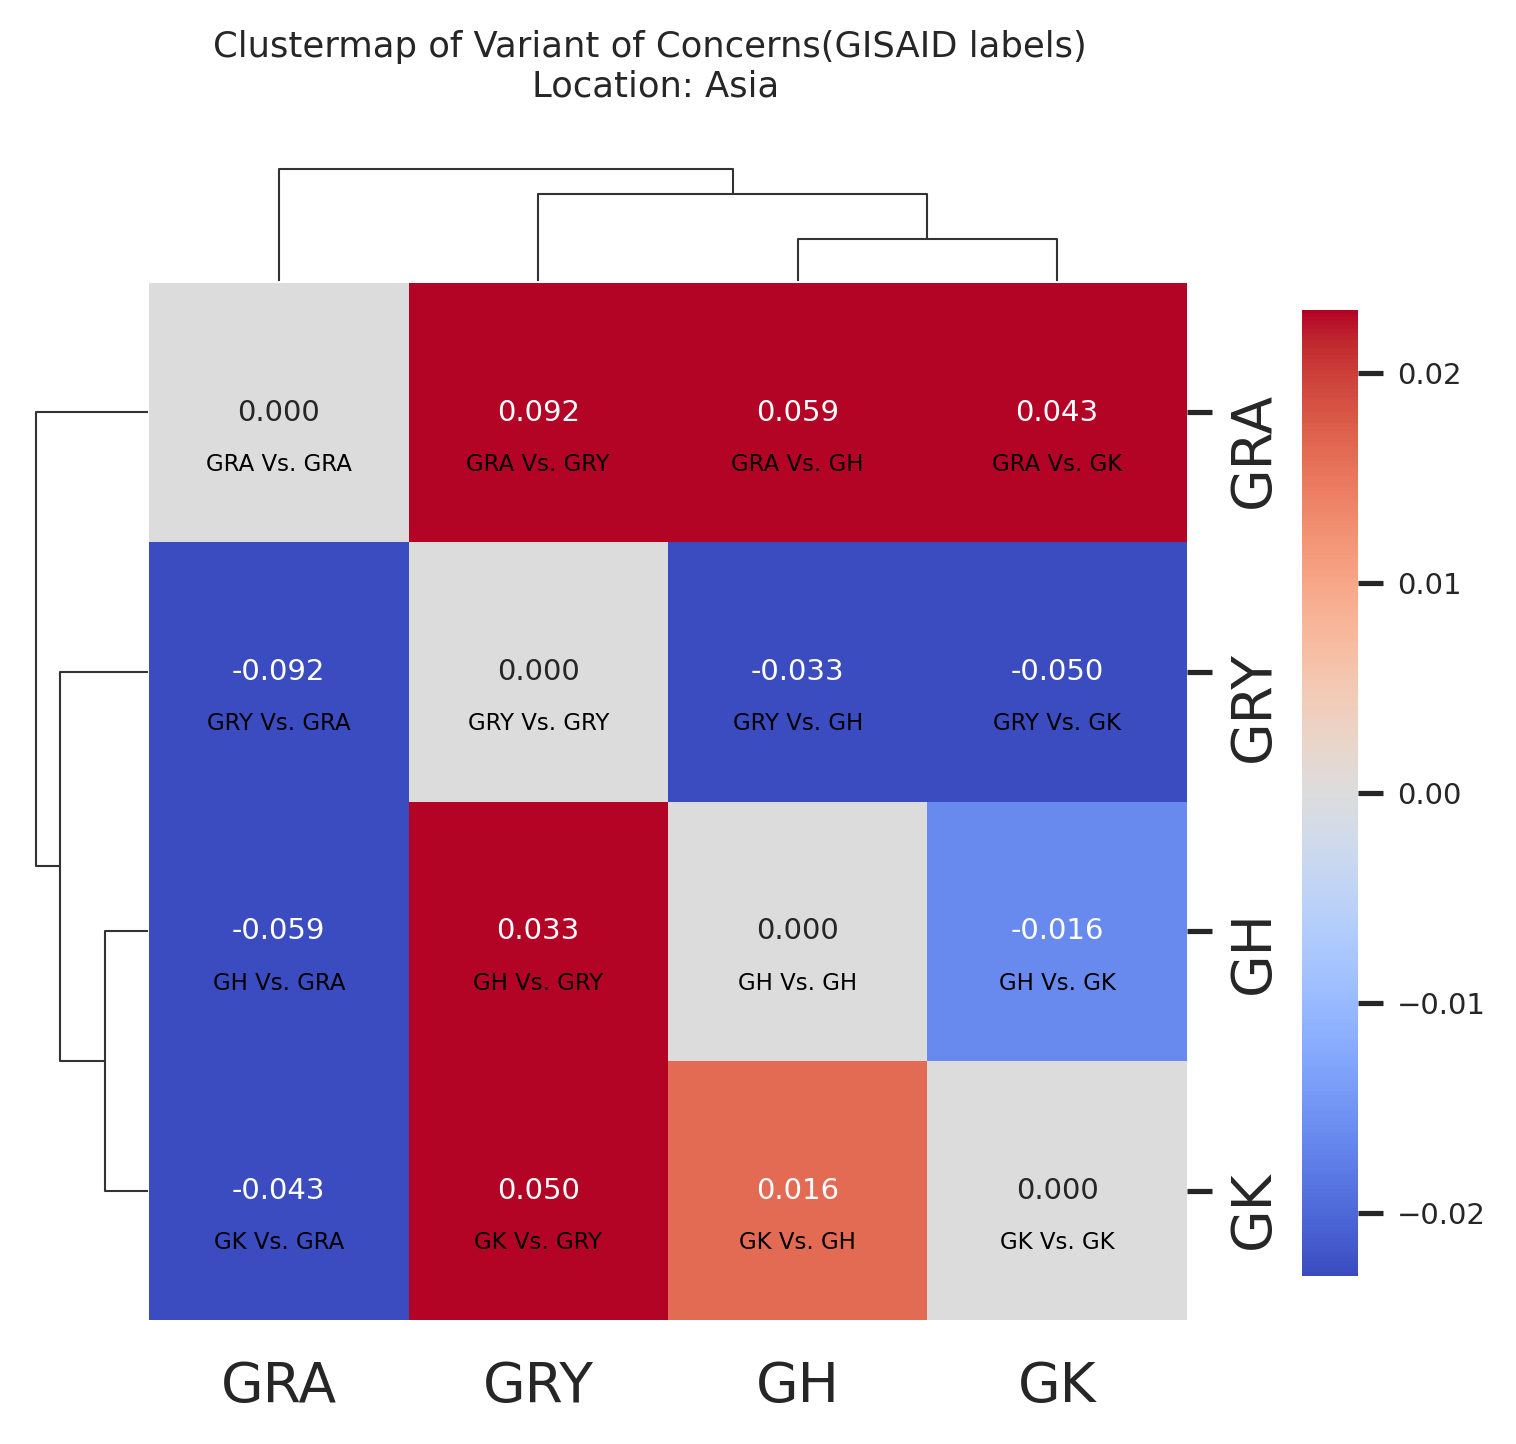 Clustermap of Variant of Concerns(GISAID labels)
Location: Asia
0.000
GRA Vs. GRA
0.092
GRA Vs. GRY
0.059
GRA Vs. GH
0.043
GRA Vs. GK
GRA
-0.092
GRY Vs. GRA
0.000
GRY Vs. GRY
-0.033
GRY Vs. GH
-0.050
GRY Vs. GK
GRY
-0.059
GH Vs. GRA
0.033
GH Vs. GRY
0.000
GH Vs. GH
-0.016
GH Vs. GK
GH
-0.043
GK Vs. GRA
0.050
GK Vs. GRY
0.016
GK Vs. GH
0.000
GK Vs. GK
GK
GRA
GRY
GH
GK
0.02
0.01
0.00
−0.01
−0.02